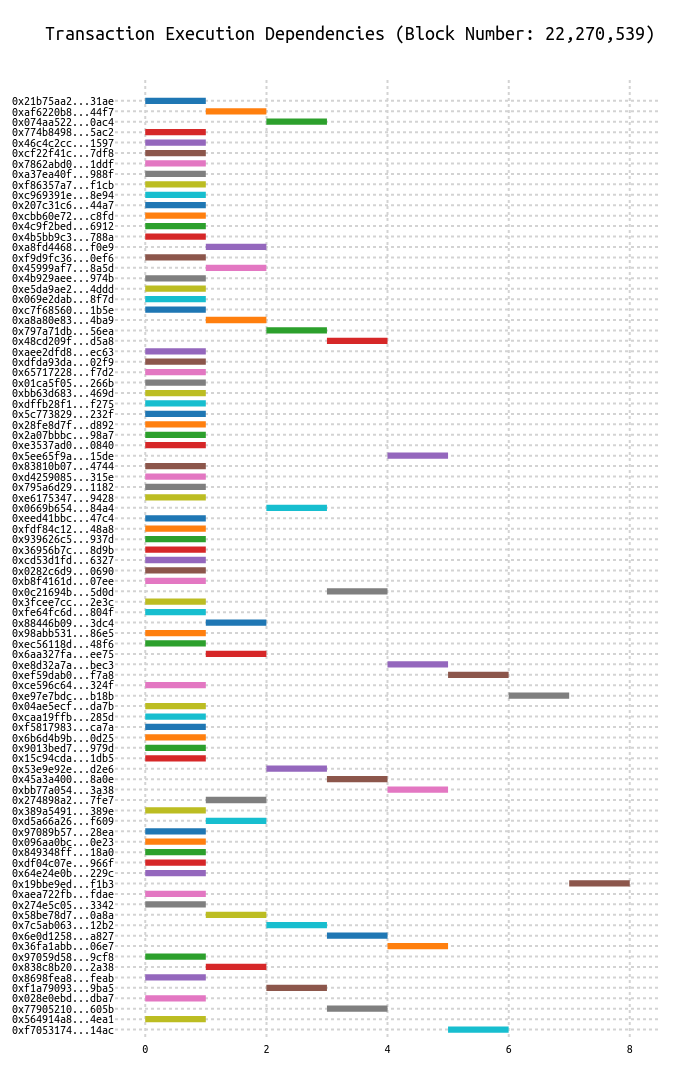 Transaction Execution Dependencies (Block Number: 22,270,539)
0x21b75aa2...31ae
0xaf6220b8...44f7
0x074aa522...0ac4
0x774b8498...5ac2
0x46c4c2cc...1597
0xcf22f41c...7df8
0x7862abd0...1ddf
0xa37ea40f...988f
0xf86357a7...f1cb
0xc969391e...8e94
0x207c31c6...44a7
0xcbb60e72...c8fd
0x4c9f2bed...6912
0x4b5bb9c3...788a
0xa8fd4468...f0e9
0xf9d9fc36...0ef6
0x45999af7...8a5d
0x4b929aee...974b
0xe5da9ae2...4ddd
0x069e2dab...8f7d
0xc7f68560...1b5e
0xa8a80e83...4ba9
0x797a71db...56ea
0x48cd209f...d5a8
0xaee2dfd8...ec63
0xdfda93da...02f9
0x65717228...f7d2
0x01ca5f05...266b
0xbb63d683...469d
0xdffb28f1...f275
0x5c773829...232f
0x28fe8d7f...d892
0x2a07bbbc...98a7
0xe3537ad0...0840
0x5ee65f9a...15de
0x83810b07...4744
0xd4259085...315e
0x795a6d29...1182
0xe6175347...9428
0x0669b654...84a4
0xeed41bbc...47c4
0xfdf84c12...48a8
0x939626c5...937d
0x36956b7c...8d9b
0xcd53d1fd...6327
0x0282c6d9...0690
0xb8f4161d...07ee
0x0c21694b...5d0d
0x3fcee7cc...2e3c
0xfe64fc6d...804f
0x88446b09...3dc4
0x98abb531...86e5
0xec56118d...48f6
0x6aa327fa...ee75
0xe8d32a7a...bec3
0xef59dab0...f7a8
0xce596c64...324f
0xe97e7bdc...b18b
0x04ae5ecf...da7b
0xcaa19ffb...285d
0xf5817983...ca7a
0x6b6d4b9b...0d25
0x9013bed7...979d
0x15c94cda...1db5
0x53e9e92e...d2e6
0x45a3a400...8a0e
0xbb77a054...3a38
0x274898a2...7fe7
0x389a5491...389e
0xd5a66a26...f609
0x97089b57...28ea
0x096aa0bc...0e23
0x849348ff...18a0
0xdf04c07e...966f
0x64e24e0b...229c
0x19bbe9ed...f1b3
0xaea722fb...fdae
0x274e5c05...3342
0x58be78d7...0a8a
0x7c5ab063...12b2
0x6e0d1258...a827
0x36fa1abb...06e7
0x97059d58...9cf8
0x838c8b20...2a38
0x8698fea8...feab
0xf1a79093...9ba5
0x028e0ebd...dba7
0x77905210...605b
0x564914a8...4ea1
0xf7053174...14ac
0 2 4 6 8